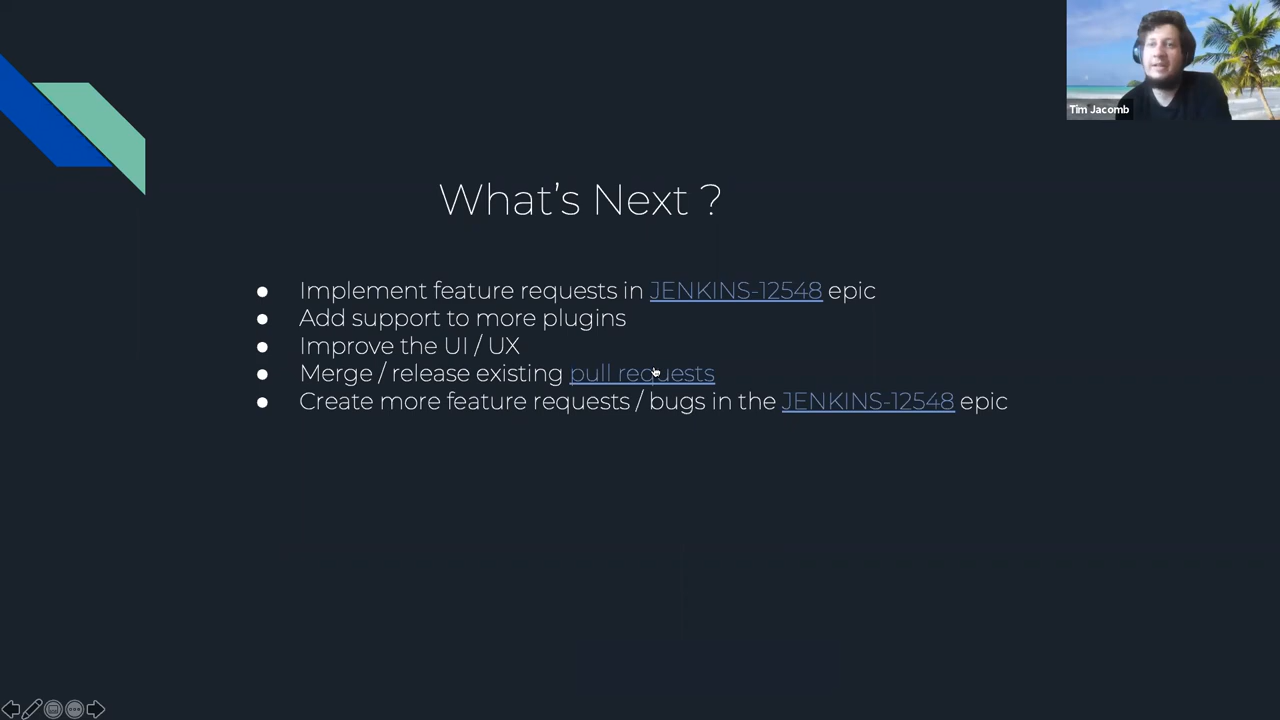 Tim Jacomb
What's Next ?
● Implement feature requests in JENKINS-12548 epic
● Add support to more plugins
● Improve the UI / UX
● Merge / release existing pull requests
● Create more feature requests / bugs in the JENKINS-12548 epic